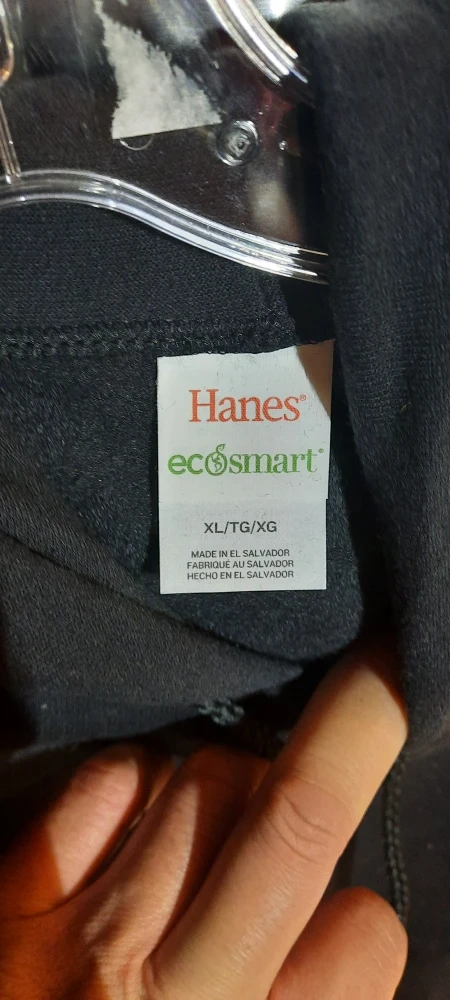 Hanes®
ecosmart®
XL/TG/XG
MADE IN EL SALVADOR
FABRIQUÉ AU SALVADOR
HECHO EN EL SALVADOR